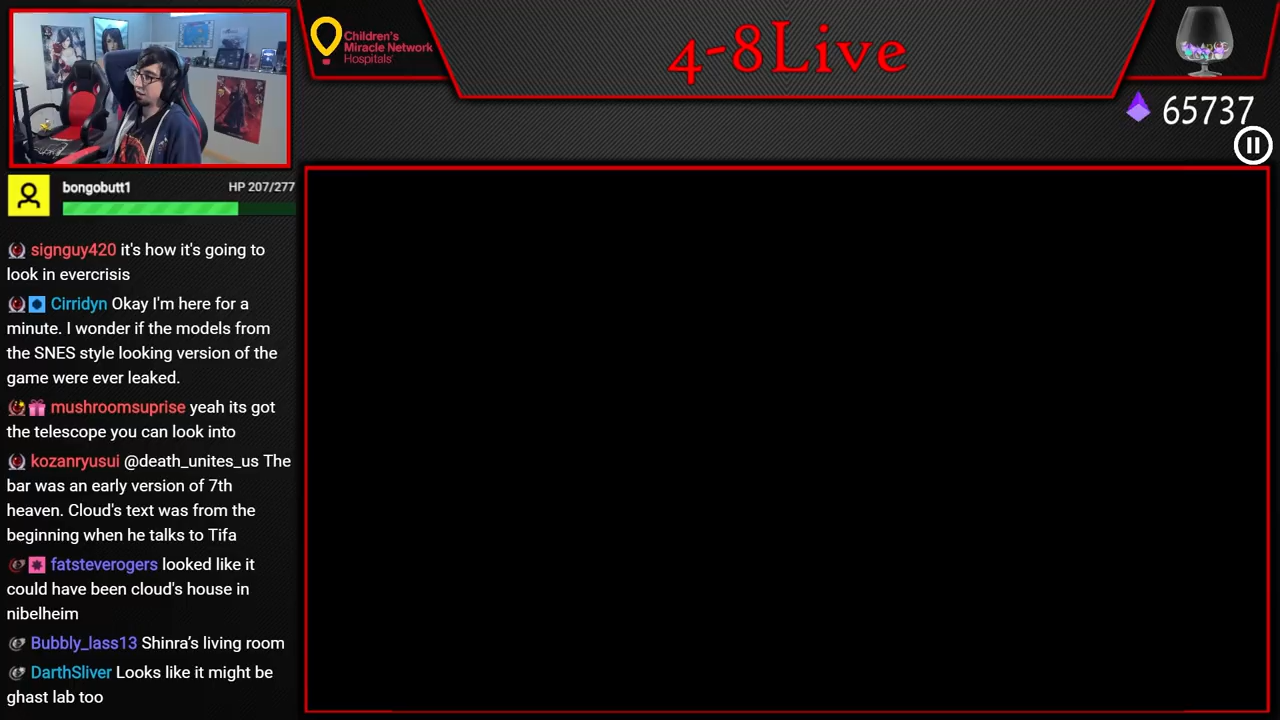 Children's
Miracle Network
Hospitals
4-8Live
65737
bongobutt1 HP 207/277
signguy420 it's how it's going to
look in evercrisis
Cirridyn Okay I'm here for a
minute. I wonder if the models from
the SNES style looking version of the
game were ever leaked.
mushroomsuprise yeah its got
the telescope you can look into
kozanryusui @death_unites_us The
bar was an early version of 7th
heaven. Cloud's text was from the
beginning when he talks to Tifa
fatsteverogers looked like it
could have been cloud's house in
nibelheim
Bubbly_lass13 Shinra’s living room
DarthSliver Looks like it might be
ghast lab too